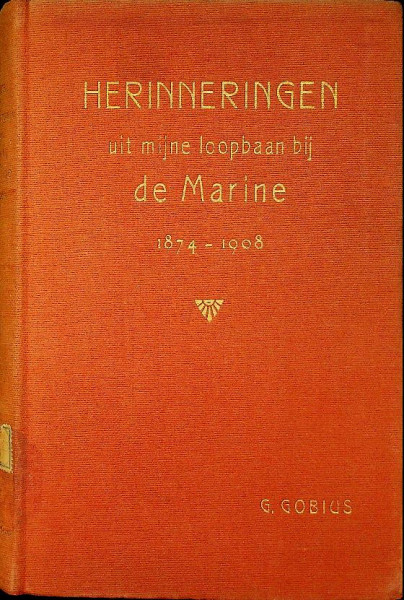 HERINNERINGEN
uit mijne loopbaan bij
de Marine
1874-1908
G. GOBIUS